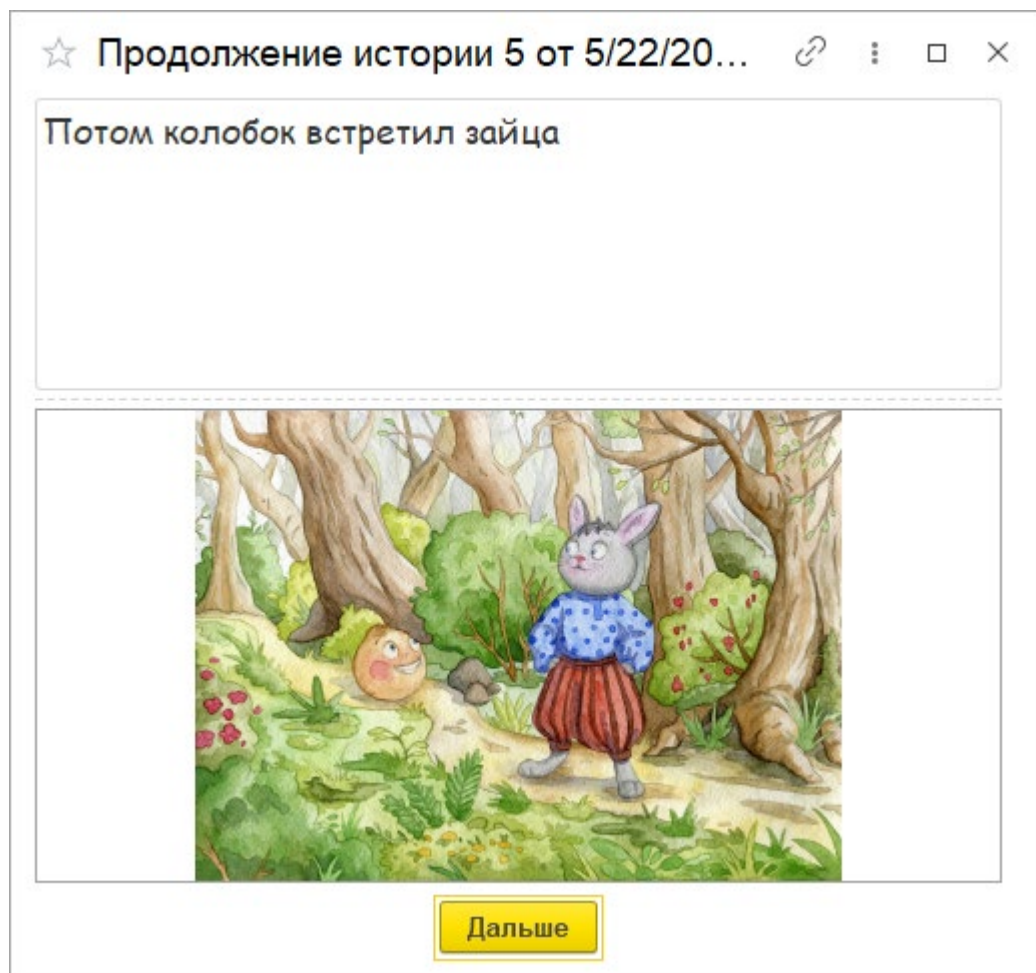 Продолжение истории 5 от 5/22/20...
Потом колобок встретил зайца
Дальше